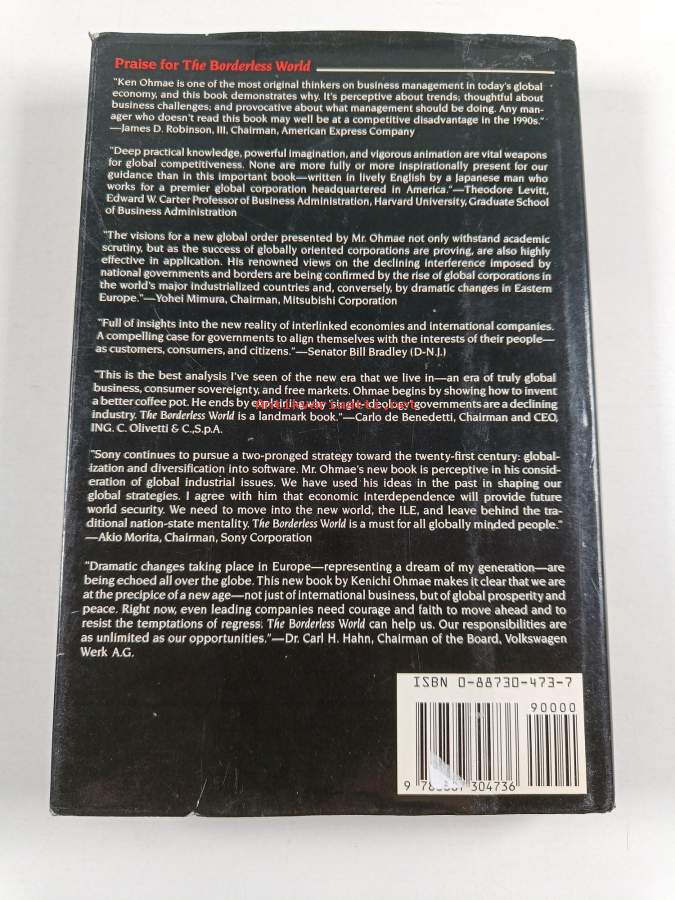 Praise for The Borderless World
"Ken Ohmae is one of the most original thinkers on business management in today's global
economy, and this book demonstrates why. It's perceptive about trends; thoughtful about
business challenges; and provocative about what management should be doing. Any man-
ager who doesn't read this book may well be at a competitive disadvantage in the 1990s."
—James D. Robinson, III, Chairman, American Express Company
"Deep practical knowledge, powerful imagination, and vigorous animation are vital weapons
for global competitiveness. None are more fully or more inspirationally present for our
guidance than in this important book—written in lively English by a Japanese man who
works for a premier global corporation headquartered in America."—Theodore Levitt,
Edward W. Carter Professor of Business Administration, Harvard University, Graduate School
of Business Administration
"The visions for a new global order presented by Mr. Ohmae not only withstand academic
scrutiny, but as the success of globally oriented corporations are proving, are also highly
effective in application. His renowned views on the declining interference imposed by
national governments and borders are being confirmed by the rise of global corporations in
the world's major industrialized countries and, conversely, by dramatic changes in Eastern
Europe."—Yohei Mimura, Chairman, Mitsubishi Corporation
"Full of insights into the new reality of interlinked economies and international companies.
A compelling case for governments to align themselves with the interests of their people—
as customers, consumers, and citizens."—Senator Bill Bradley (D-N.J.)
"This is the best analysis I've seen of the new era that we live in—an era of truly global
business, consumer sovereignty, and free markets. Ohmae begins by showing how to invent
a better coffee pot. He ends by explaining why single-ideology governments are a declining
industry. The Borderless World is a landmark book."—Carlo de Benedetti, Chairman and CEO,
ING. C. Olivetti & C.,S.p.A.
"Sony continues to pursue a two-pronged strategy toward the twenty-first century: global-
ization and diversification into software. Mr. Ohmae's new book is perceptive in his consid-
eration of global industrial issues. We have used his ideas in the past in shaping our
global strategies. I agree with him that economic interdependence will provide future
world security. We need to move into the new world, the ILE, and leave behind the tra-
ditional nation-state mentality. The Borderless World is a must for all globally minded people."
—Akio Morita, Chairman, Sony Corporation
"Dramatic changes taking place in Europe—representing a dream of my generation—are
being echoed all over the globe. This new book by Kenichi Ohmae makes it clear that we are
at the precipice of a new age—not just of international business, but of global prosperity and
peace. Right now, even leading companies need courage and faith to move ahead and to
resist the temptations of regress. The Borderless World can help us. Our responsibilities are
as unlimited as our opportunities."—Dr. Carl H. Hahn, Chairman of the Board, Volkswagen
Werk A.G.
ISBN 0-88730-473-7
90000
9 304736